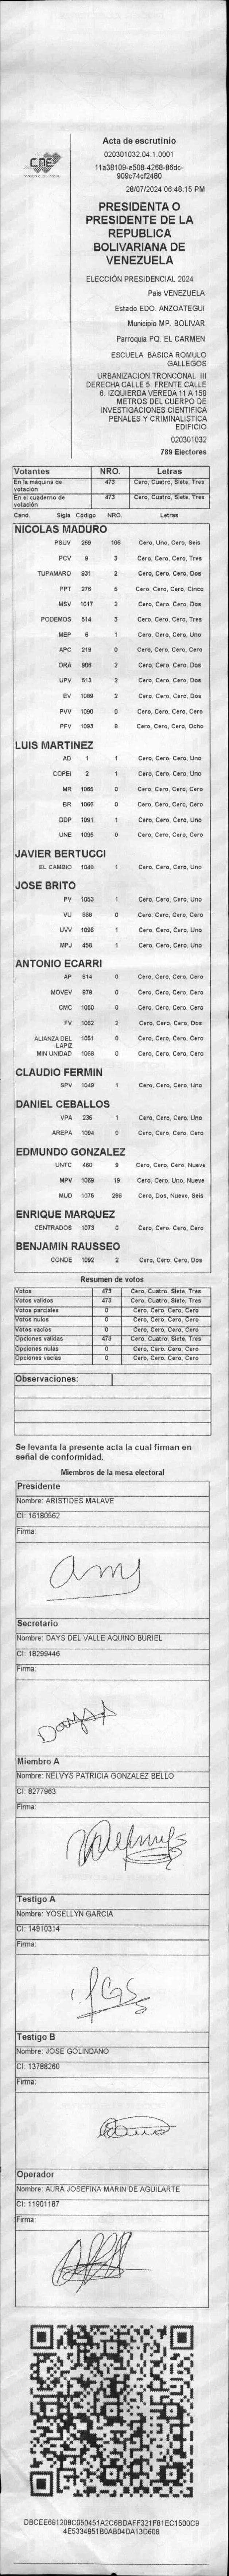 CNE
Acta de escrutinio
020301032.04.1.0001
11a38109-e508-4268-86dc-
909c74cf2480
28/07/2024 06:48:15 PM
PRESIDENTA O
PRESIDENTE DE LA
REPUBLICA
BOLIVARIANA DE
VENEZUELA
ELECCIÓN PRESIDENCIAL 2024
Pais VENEZUELA
Estado EDO. ANZOATEGUI
Municipio MP. BOLIVAR
Parroquia PQ. EL CARMEN
ESCUELA BASICA ROMULO
GALLEGOS
URBANIZACION TRONCONAL III
DERECHA CALLE 5. FRENTE CALLE
6. IZQUIERDA VEREDA 11 A 150
METROS DEL CUERPO DE
INVESTIGACIONES CIENTIFICA
PENALES Y CRIMINALISTICA
EDIFICIO
020301032
789 Electores
Votantes NRO. Letras
En la máquina de votación 473 Cero, Cuatro, Siete, Tres
En el cuaderno de votación 473 Cero, Cuatro, Siete, Tres
Cand. Sigla Código NRO. Letras
NICOLAS MADURO
PSUV 269 106 Cero, Uno, Cero, Seis
PCV 9 3 Cero, Cero, Cero, Tres
TUPAMARO 931 2 Cero, Cero, Cero, Dos
PPT 276 5 Cero, Cero, Cero, Cinco
MSV 1017 2 Cero, Cero, Cero, Dos
PODEMOS 514 3 Cero, Cero, Cero, Tres
MEP 6 1 Cero, Cero, Cero, Uno
APC 219 0 Cero, Cero, Cero, Cero
ORA 906 2 Cero, Cero, Cero, Dos
UPV 513 2 Cero, Cero, Cero, Dos
EV 1089 2 Cero, Cero, Cero, Dos
PVV 1090 0 Cero, Cero, Cero, Cero
PFV 1093 8 Cero, Cero, Cero, Ocho
LUIS MARTINEZ
AD 1 1 Cero, Cero, Cero, Uno
COPEI 2 1 Cero, Cero, Cero, Uno
MR 1065 0 Cero, Cero, Cero, Cero
BR 1066 0 Cero, Cero, Cero, Cero
DDP 1091 1 Cero, Cero, Cero, Uno
UNE 1095 0 Cero, Cero, Cero, Cero
JAVIER BERTUCCI
EL CAMBIO 1048 1 Cero, Cero, Cero, Uno
JOSE BRITO
PV 1053 1 Cero, Cero, Cero, Uno
VU 868 0 Cero, Cero, Cero, Cero
UVV 1096 1 Cero, Cero, Cero, Uno
MPJ 456 1 Cero, Cero, Cero, Uno
ANTONIO ECARRI
AP 814 0 Cero, Cero, Cero, Cero
MOVEV 879 0 Cero, Cero, Cero, Cero
CMC 1050 0 Cero, Cero, Cero, Cero
FV 1062 2 Cero, Cero, Cero, Dos
ALIANZA DEL LAPIZ 1051 0 Cero, Cero, Cero, Cero
MIN UNIDAD 1058 0 Cero, Cero, Cero, Cero
CLAUDIO FERMIN
SPV 1049 1 Cero, Cero, Cero, Uno
DANIEL CEBALLOS
VPA 236 1 Cero, Cero, Cero, Uno
AREPA 1094 0 Cero, Cero, Cero, Cero
EDMUNDO GONZALEZ
UNTC 460 9 Cero, Cero, Cero, Nueve
MPV 1069 19 Cero, Cero, Uno, Nueve
MUD 1075 296 Cero, Dos, Nueve, Seis
ENRIQUE MARQUEZ
CENTRADOS 1073 0 Cero, Cero, Cero, Cero
BENJAMIN RAUSSEO
CONDE 1092 2 Cero, Cero, Cero, Dos
Resumen de votos
Votos 473 Cero, Cuatro, Siete, Tres
Votos validos 473 Cero, Cuatro, Siete, Tres
Votos parciales 0 Cero, Cero, Cero, Cero
Votos nulos 0 Cero, Cero, Cero, Cero
Votos vacios 0 Cero, Cero, Cero, Cero
Opciones validas 473 Cero, Cuatro, Siete, Tres
Opciones nulas 0 Cero, Cero, Cero, Cero
Opciones vacias 0 Cero, Cero, Cero, Cero
Observaciones:
Se levanta la presente acta la cual firman en
señal de conformidad.
Miembros de la mesa electoral
Presidente
Nombre: ARISTIDES MALAVE
CI: 16180562
Firma:
Secretario
Nombre: DAYS DEL VALLE AQUINO BURIEL
CI: 18299446
Firma:
Miembro A
Nombre: NELVYS PATRICIA GONZALEZ BELLO
CI: 8277963
Firma:
Testigo A
Nombre: YOSELLYN GARCIA
CI: 14910314
Firma:
Testigo B
Nombre: JOSE GOLINDANO
CI: 13788260
Firma:
Operador
Nombre: AURA JOSEFINA MARIN DE AGUILARTE
CI: 11901187
Firma:
DBCEE691208C050451A2C6BDAFF321F81EC1500C9
4E5334951B0AB04DA13D608